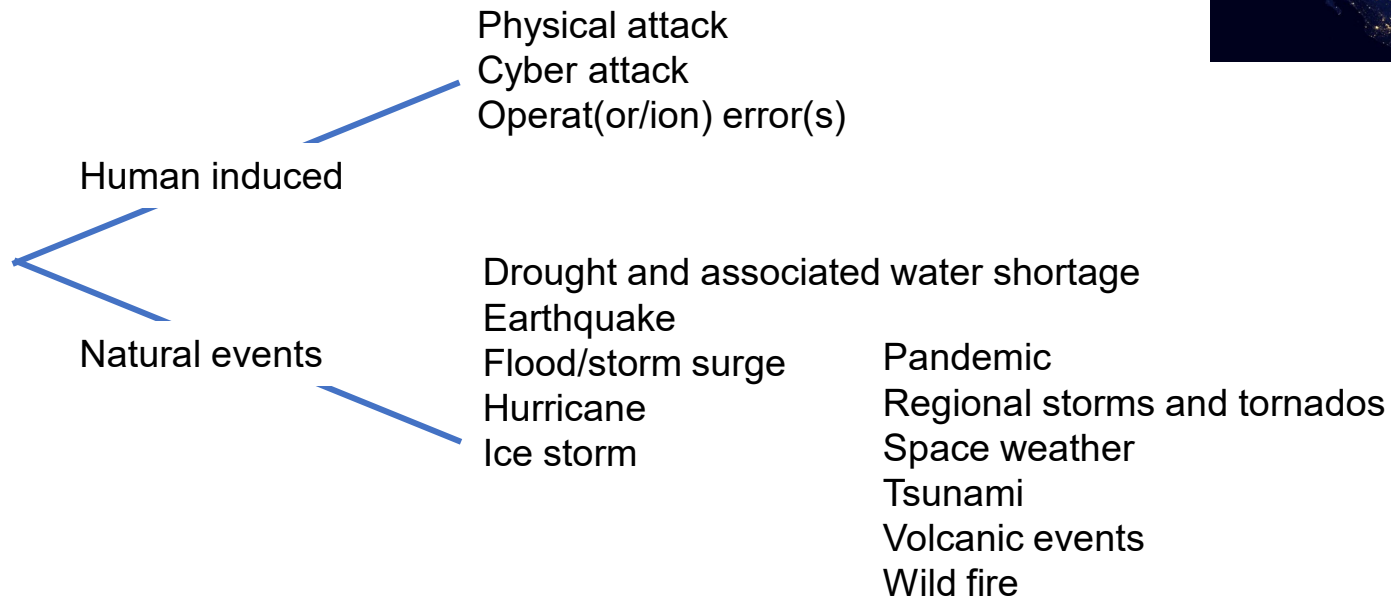 Physical attack
Cyber attack
Operat(or/ion) error(s)
Human induced
Natural events
Drought and associated water shortage
Earthquake
Flood/storm surge
Hurricane
Ice storm
Pandemic
Regional storms and tornados
Space weather
Tsunami
Volcanic events
Wild fire